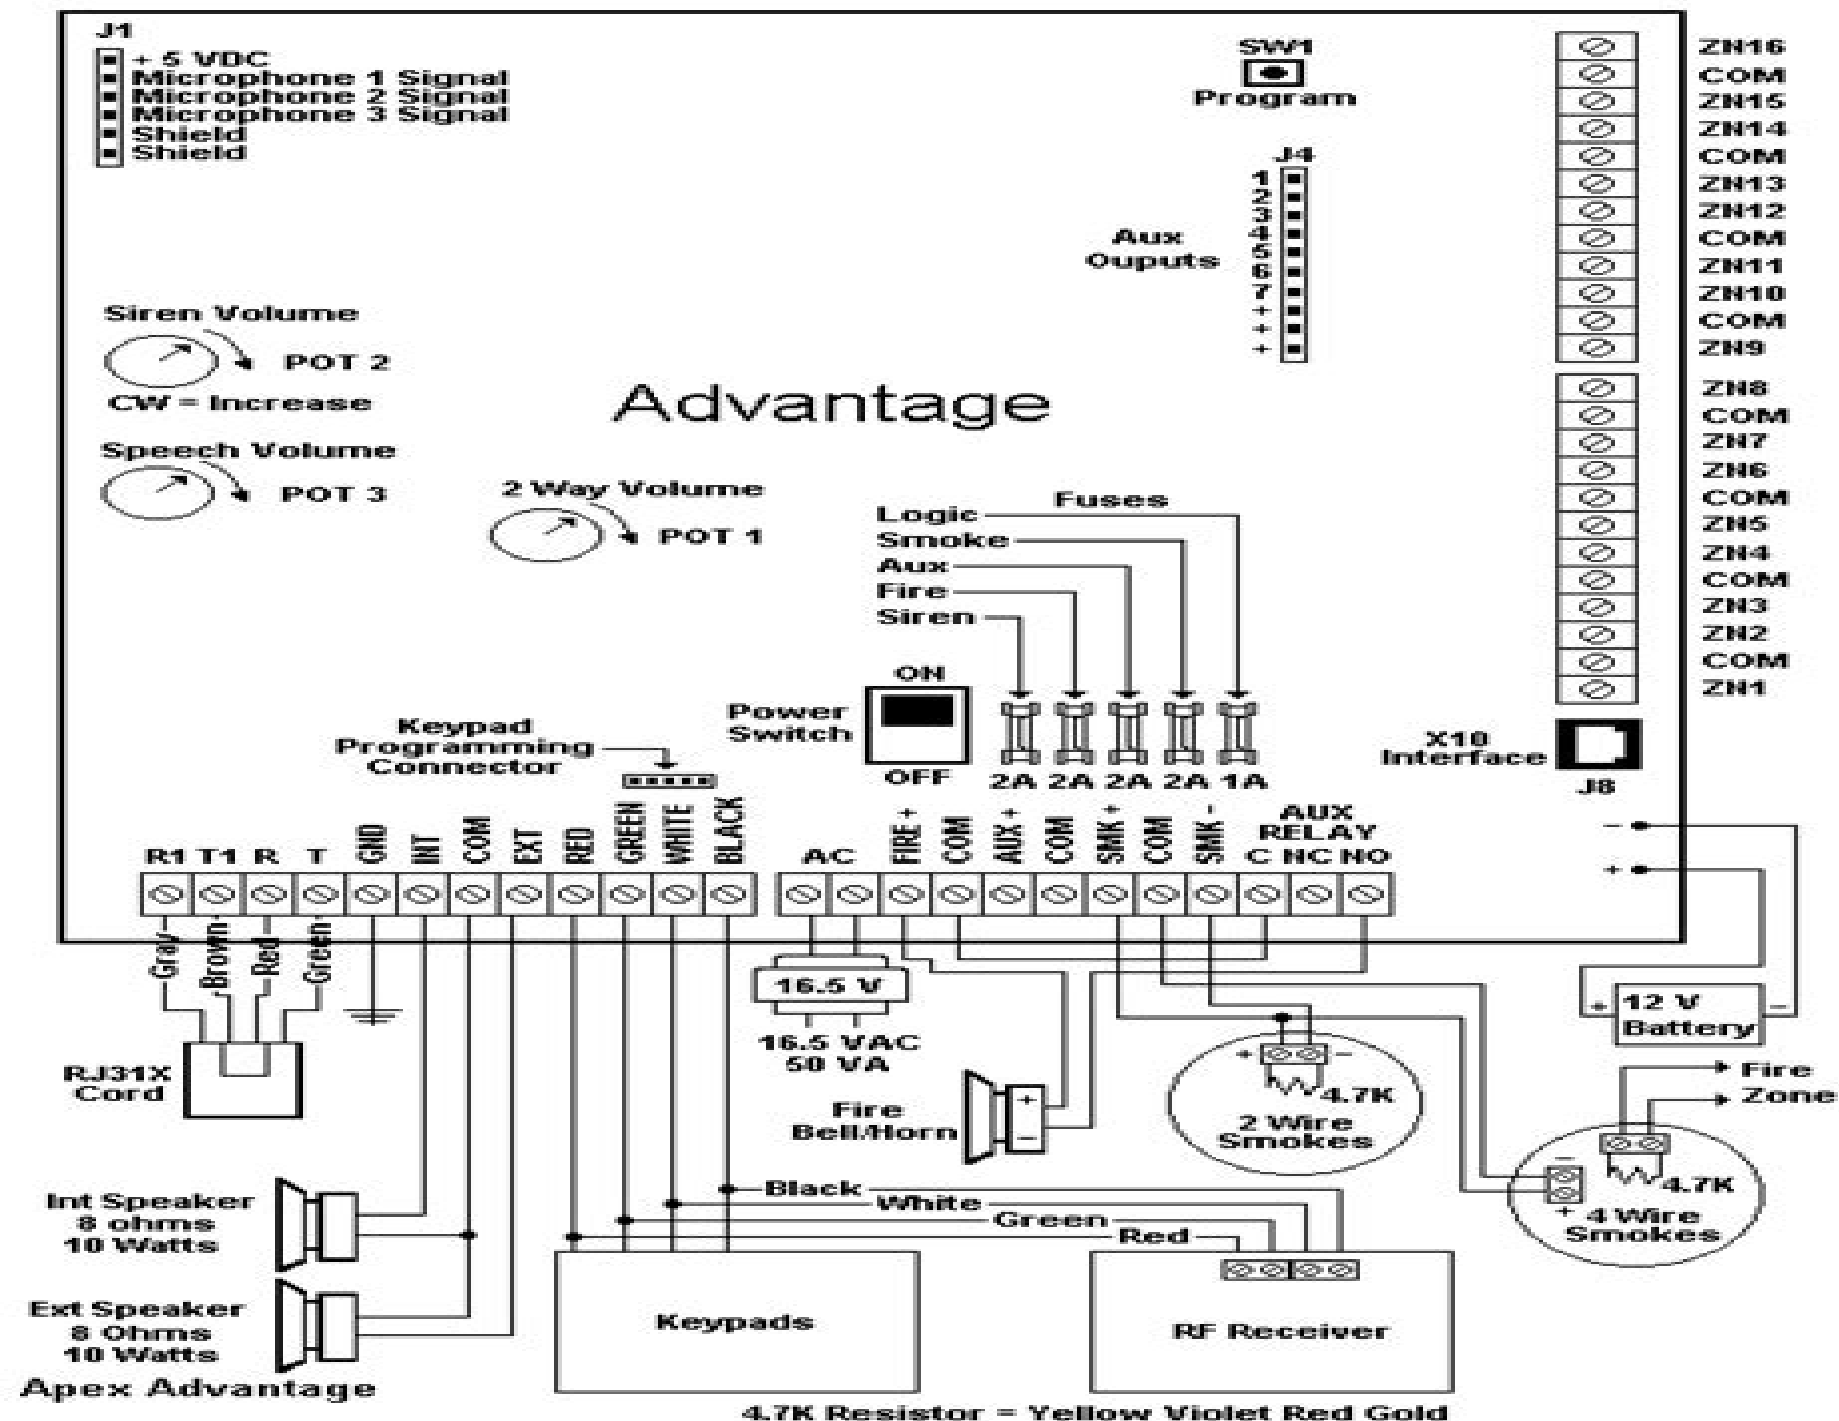 J1
+ 5 VDC
Microphone 1 Signal
Microphone 2 Signal
Microphone 3 Signal
Shield
Shield
SW1
Program
J4
1
2
3
4
5
6
7
+
+
+
Aux
Ouputs
ZN16
COM
ZN15
ZN14
COM
ZN13
ZN12
COM
ZN11
ZN10
COM
ZN9
ZN8
COM
ZN7
ZN6
COM
ZN5
ZN4
COM
ZN3
ZN2
COM
ZN1
Siren Volume
POT 2
CW = Increase
Speech Volume
POT 3
2 Way Volume
POT 1
Advantage
Fuses
Logic
Smoke
Aux
Fire
Siren
ON
Power
Switch
OFF
2A 2A 2A 2A 1A
Keypad
Programming
Connector
X10
Interface
J8
R1 T1 R T GND INT COM EXT RED GREEN WHITE BLACK
AC FIRE + COM AUX + COM SMK + COM SMK -
AUX
RELAY
C NC NO
-
+
Gray Brown Red Green
RJ31X
Cord
16.5 V
16.5 VAC
50 VA
Fire
Bell/Horn
+
-
+ -
4.7K
2 Wire
Smokes
+ 12 V -
Battery
Fire
Zone
-
+
4.7K
4 Wire
Smokes
Int Speaker
8 ohms
10 Watts
Ext Speaker
8 Ohms
10 Watts
Black
White
Green
Red
Keypads
RF Receiver
Apex Advantage
4.7K Resistor = Yellow Violet Red Gold